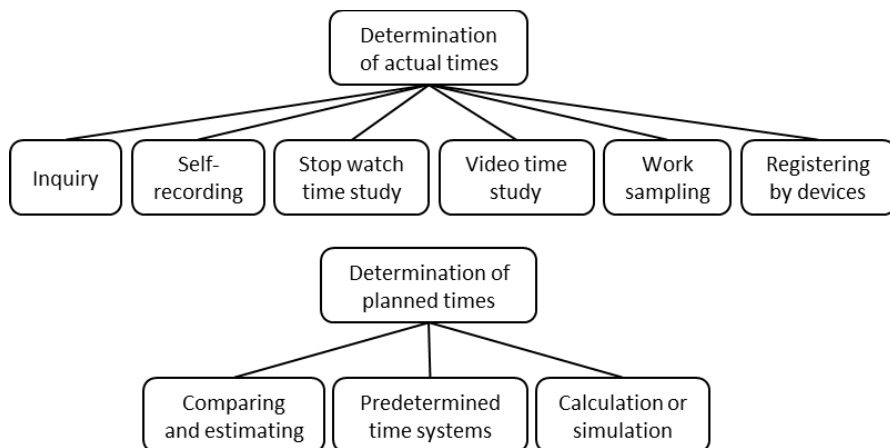 Determination
of actual times
Inquiry
Self-
recording
Stop watch
time study
Video time
study
Work
sampling
Registering
by devices
Determination of
planned times
Comparing
and estimating
Predetermined
time systems
Calculation or
simulation